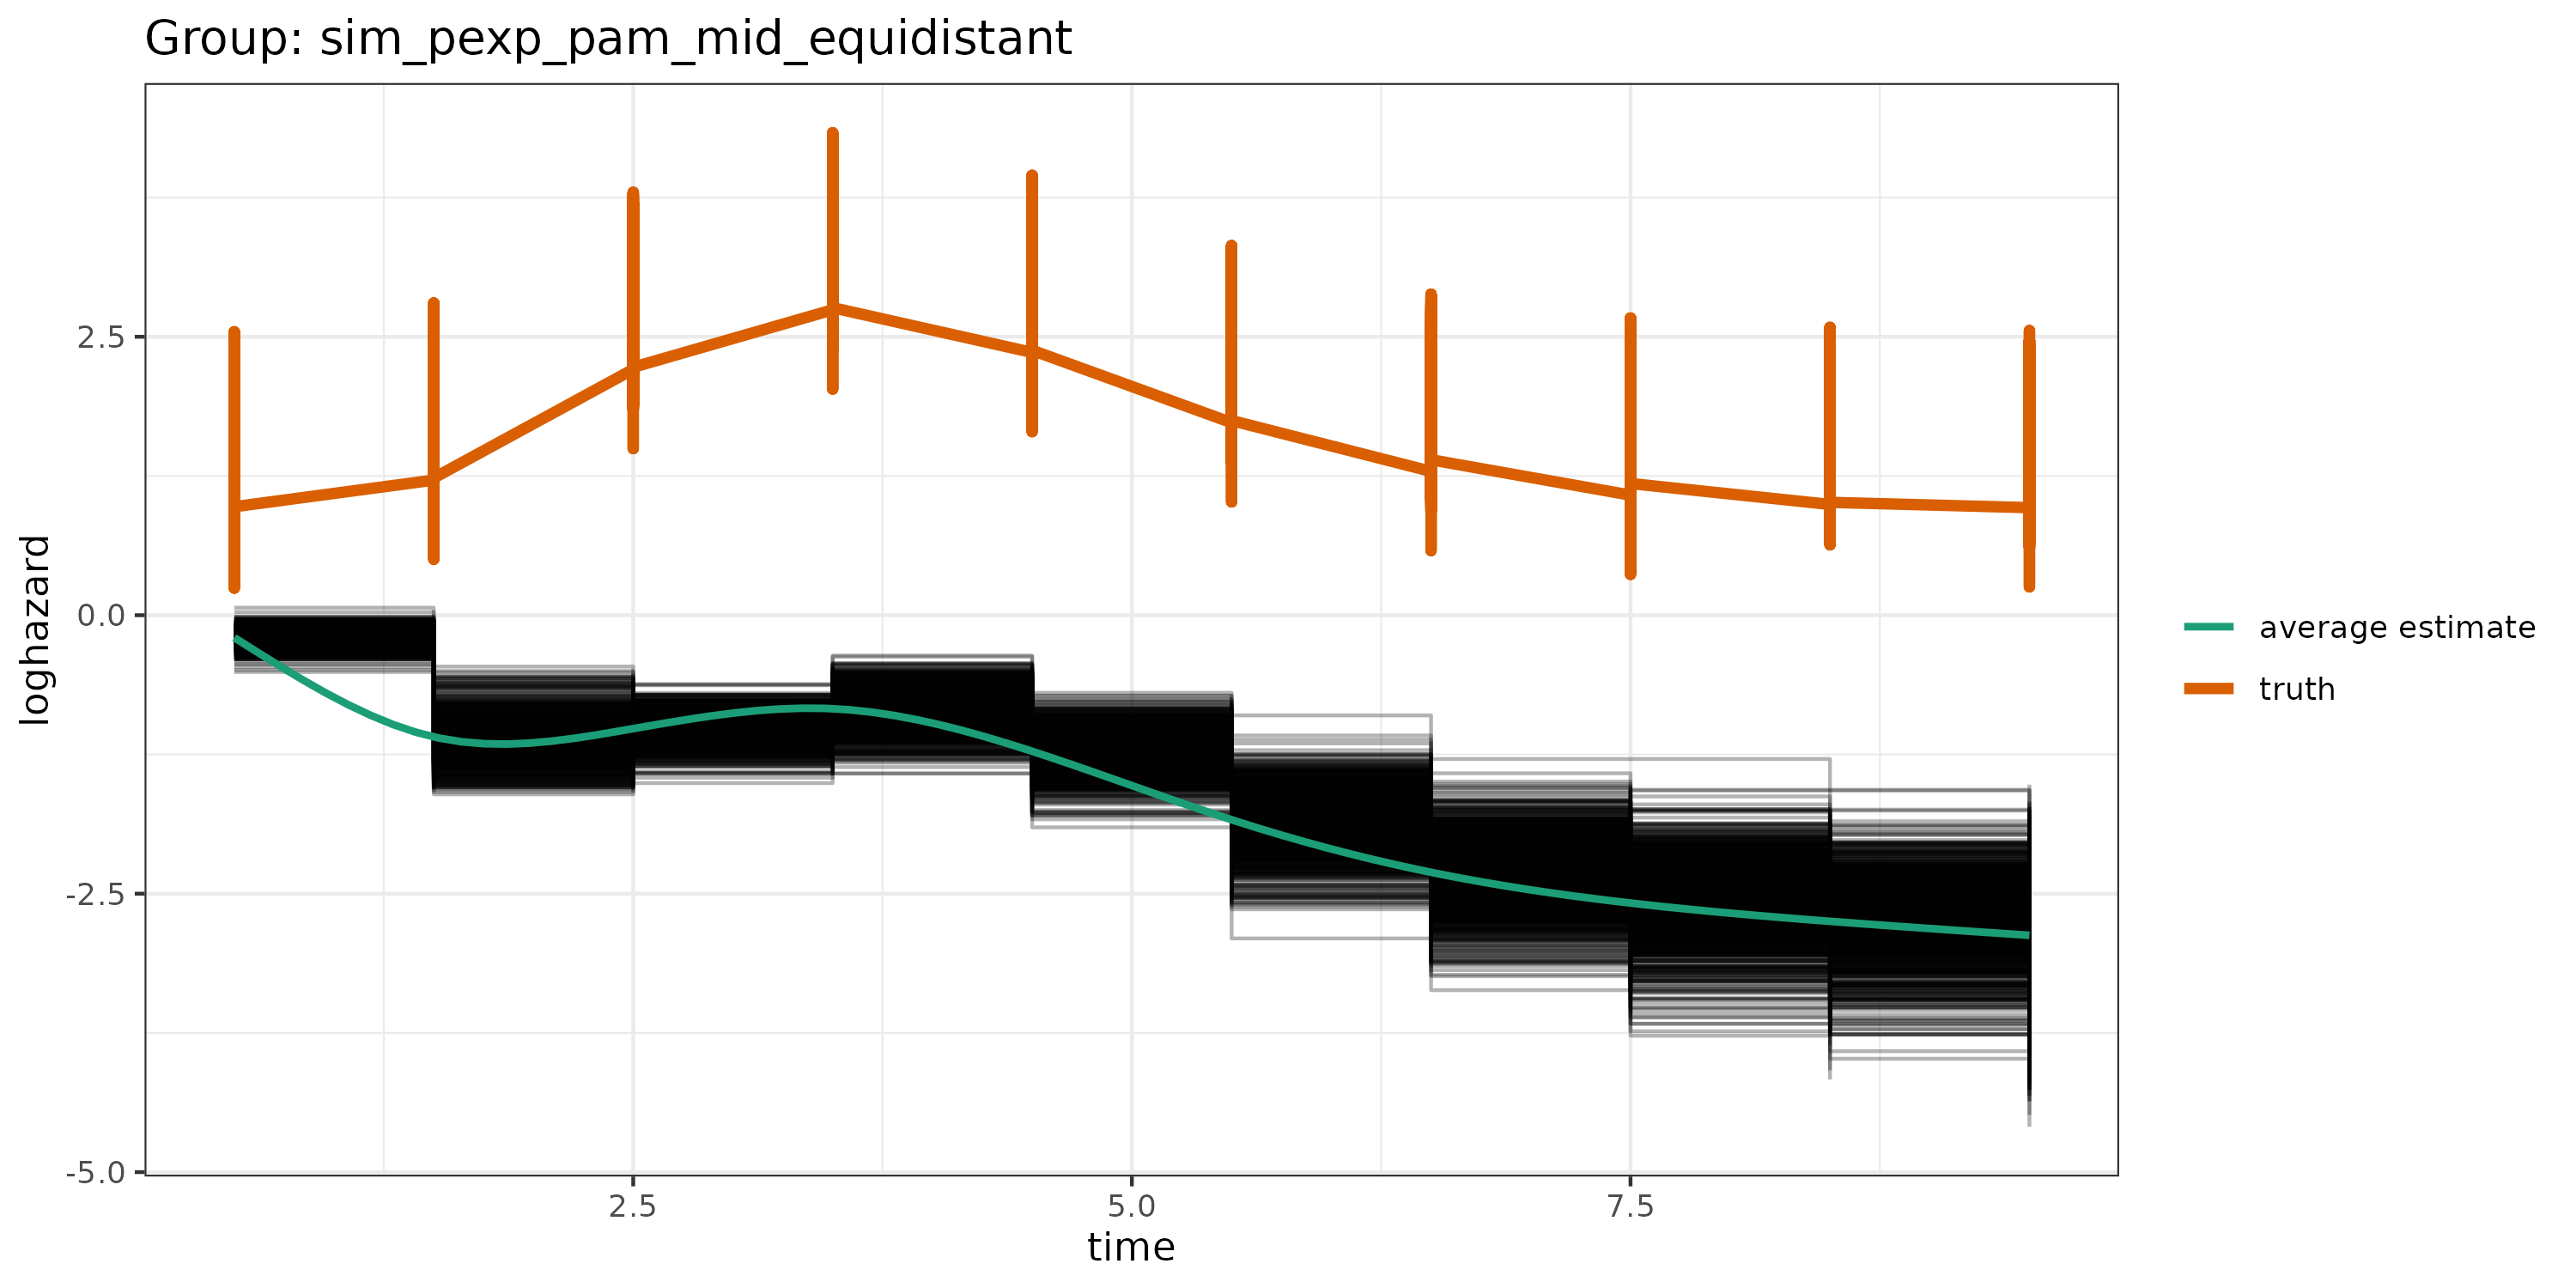 Group: sim_pexp_pam_mid_equidistant
loghazard
2.5
0.0
-2.5
-5.0
2.5 5.0 7.5
time
average estimate
truth